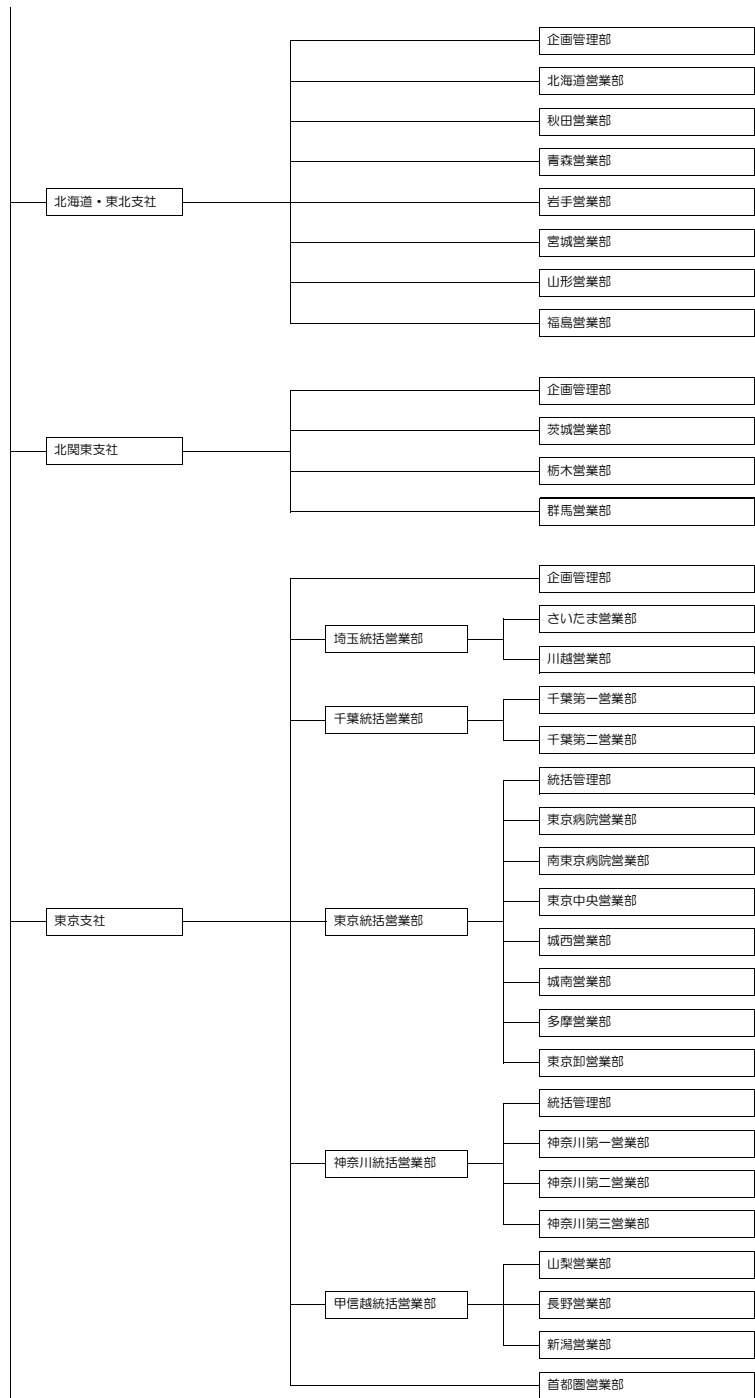 北海道・東北支社
企画管理部
北海道営業部
秋田営業部
青森営業部
岩手営業部
宮城営業部
山形営業部
福島営業部
北関東支社
企画管理部
茨城営業部
栃木営業部
群馬営業部
東京支社
企画管理部
埼玉統括営業部
さいたま営業部
川越営業部
千葉統括営業部
千葉第一営業部
千葉第二営業部
東京統括営業部
統括管理部
東京病院営業部
南東京病院営業部
東京中央営業部
城西営業部
城南営業部
多摩営業部
東京卸営業部
神奈川統括営業部
統括管理部
神奈川第一営業部
神奈川第二営業部
神奈川第三営業部
甲信越統括営業部
山梨営業部
長野営業部
新潟営業部
首都圏営業部